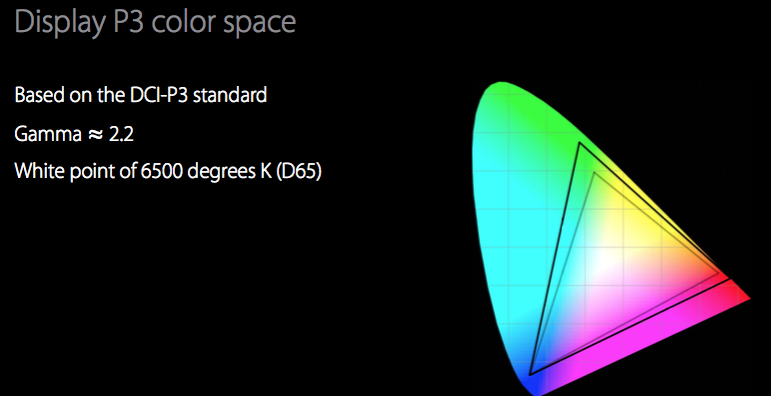 Display P3 color space
Based on the DCI-P3 standard
Gamma ≈ 2.2
White point of 6500 degrees K (D65)